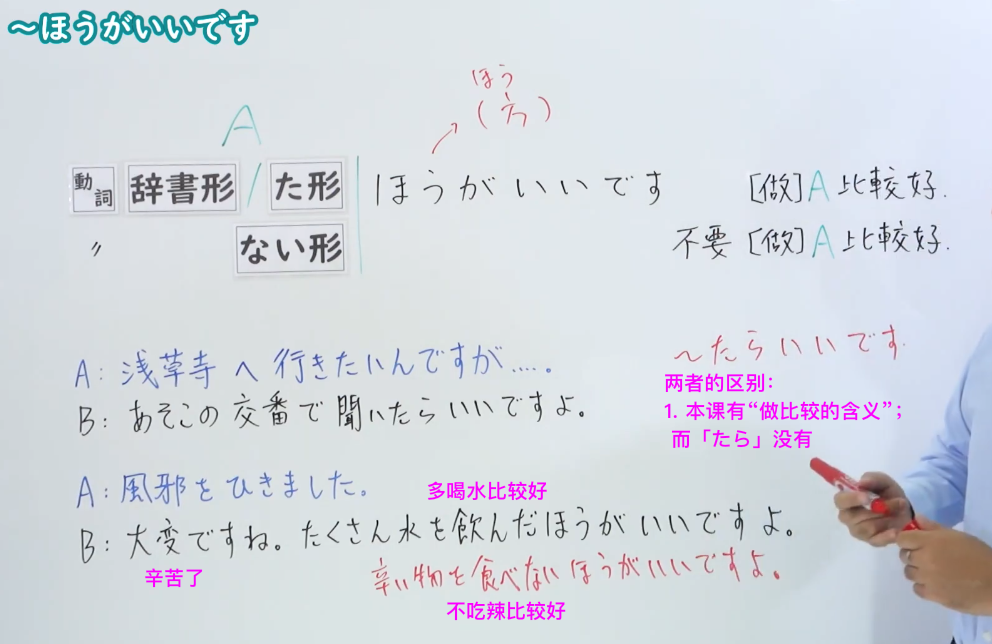 ～ほうがいいです
ほう
(方)
A
動詞 辞書形 / た形 ほうがいいです [做]A比較好.
〃 ない形 不要[做]A比較好.
～たらいいです.
两者的区别：
1. 本课有“做比较的含义”；
而「たら」没有
A: 浅草寺へ行きたいんですが…..。
B: あそこの交番で聞いたらいいですよ。
A: 風邪をひきました。
多喝水比较好
B: 大変ですね。たくさん水を飲んだほうがいいですよ。
辛苦了
辛い物を食べないほうがいいですよ。
不吃辣比较好